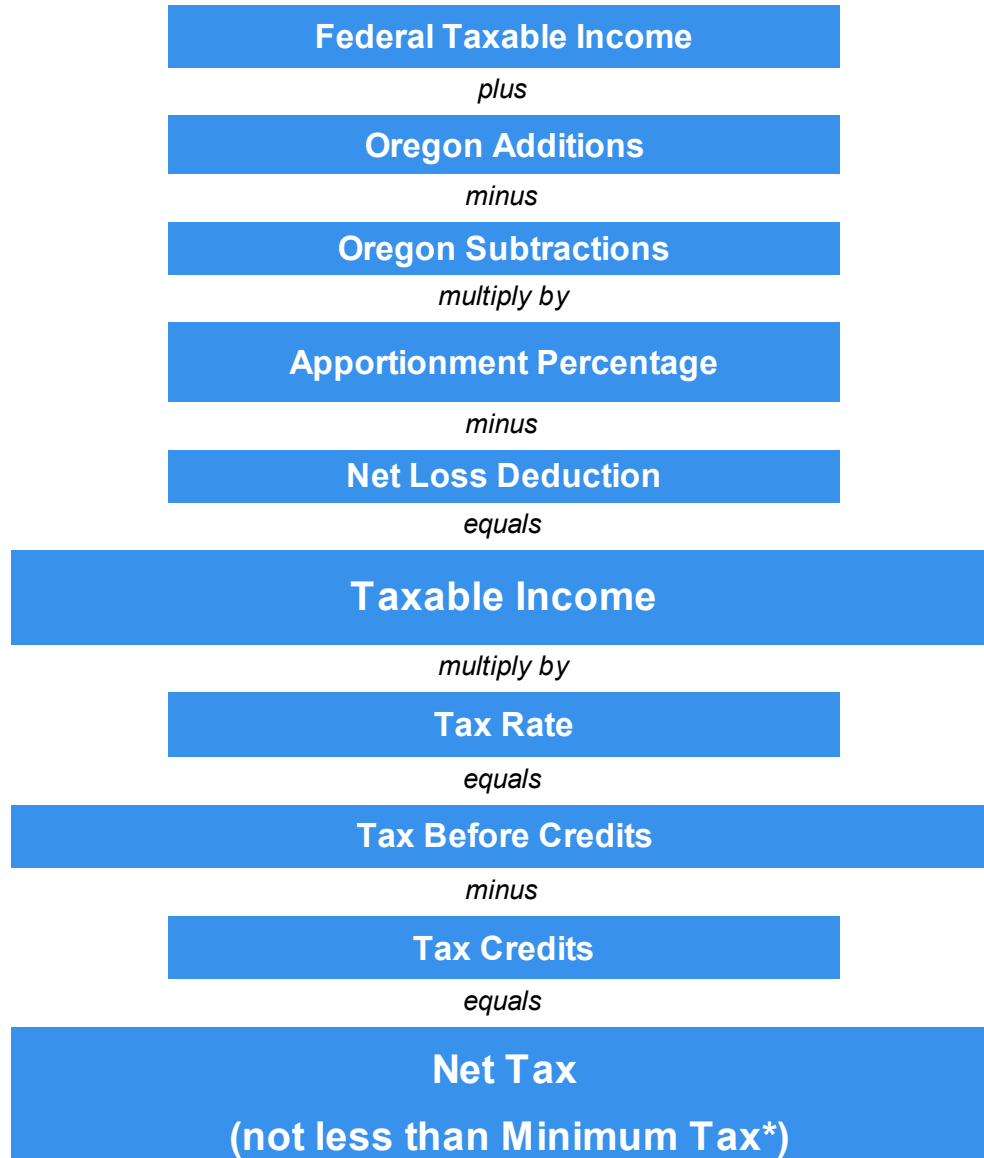 Federal Taxable Income
plus
Oregon Additions
minus
Oregon Subtractions
multiply by
Apportionment Percentage
minus
Net Loss Deduction
equals
Taxable Income
multiply by
Tax Rate
equals
Tax Before Credits
minus
Tax Credits
equals
Net Tax
(not less than Minimum Tax*)